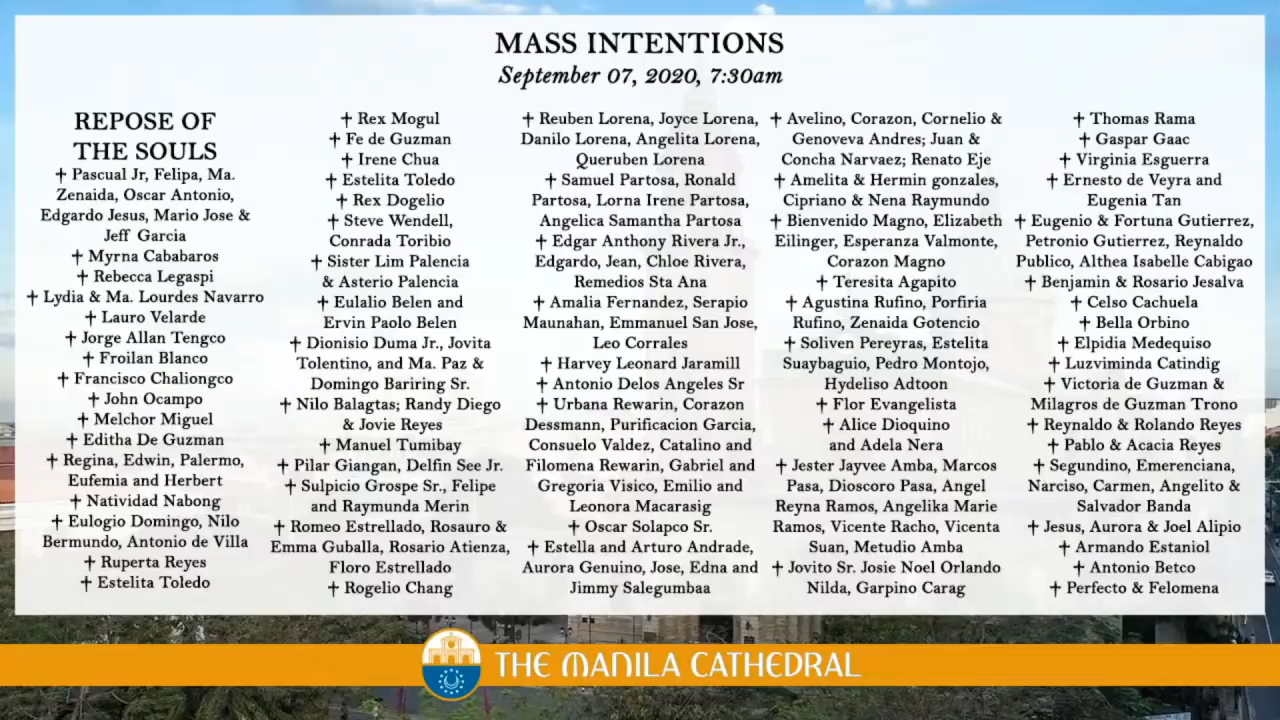 MASS INTENTIONS
September 07, 2020, 7:30am
REPOSE OF
THE SOULS
✝ Pascual Jr, Felipa, Ma.
Zenaida, Oscar Antonio,
Edgardo Jesus, Mario Jose &
Jeff Garcia
✝ Myrna Cababaros
✝ Rebecca Legaspi
✝ Lydia & Ma. Lourdes Navarro
✝ Lauro Velarde
✝ Jorge Allan Tengco
✝ Froilan Blanco
✝ Francisco Chaliongco
✝ John Ocampo
✝ Melchor Miguel
✝ Editha De Guzman
✝ Regina, Edwin, Palermo,
Eufemia and Herbert
✝ Natividad Nabong
✝ Eulogio Domingo, Nilo
Bermundo, Antonio de Villa
✝ Ruperta Reyes
✝ Estelita Toledo
✝ Rex Mogul
✝ Fe de Guzman
✝ Irene Chua
✝ Estelita Toledo
✝ Rex Dogelio
✝ Steve Wendell,
Conrada Toribio
✝ Sister Lim Palencia
& Asterio Palencia
✝ Eulalio Belen and
Ervin Paolo Belen
✝ Dionisio Duma Jr., Jovita
Tolentino, and Ma. Paz &
Domingo Bariring Sr.
✝ Nilo Balagtas; Randy Diego
& Jovie Reyes
✝ Manuel Tumibay
✝ Pilar Giangan, Delfin See Jr.
✝ Sulpicio Grospe Sr., Felipe
and Raymunda Merin
✝ Romeo Estrellado, Rosauro &
Emma Guballa, Rosario Atienza,
Floro Estrellado
✝ Rogelio Chang
✝ Reuben Lorena, Joyce Lorena,
Danilo Lorena, Angelita Lorena,
Queruben Lorena
✝ Samuel Partosa, Ronald
Partosa, Lorna Irene Partosa,
Angelica Samantha Partosa
✝ Edgar Anthony Rivera Jr.,
Edgardo, Jean, Chloe Rivera,
Remedios Sta Ana
✝ Amalia Fernandez, Serapio
Maunahan, Emmanuel San Jose,
Leo Corrales
✝ Harvey Leonard Jaramill
✝ Antonio Delos Angeles Sr
✝ Urbana Rewarin, Corazon
Dessmann, Purificacion Garcia,
Consuelo Valdez, Catalino and
Filomena Rewarin, Gabriel and
Gregoria Visico, Emilio and
Leonora Macarasig
✝ Oscar Solapco Sr.
✝ Estella and Arturo Andrade,
Aurora Genuino, Jose, Edna and
Jimmy Salegumbaa
✝ Avelino, Corazon, Cornelio &
Genoveva Andres; Juan &
Concha Narvaez; Renato Eje
✝ Amelita & Hermin gonzales,
Cipriano & Nena Raymundo
✝ Bienvenido Magno, Elizabeth
Eilinger, Esperanza Valmonte,
Corazon Magno
✝ Teresita Agapito
✝ Agustina Rufino, Porfiria
Rufino, Zenaida Gotencio
✝ Soliven Pereyras, Estelita
Suaybaguio, Pedro Montojo,
Hydeliso Adtoon
✝ Flor Evangelista
✝ Alice Dioquino
and Adela Nera
✝ Jester Jayvee Amba, Marcos
Pasa, Dioscoro Pasa, Angel
Reyna Ramos, Angelika Marie
Ramos, Vicente Racho, Vicenta
Suan, Metudio Amba
✝ Jovito Sr. Josie Noel Orlando
Nilda, Garpino Carag
✝ Thomas Rama
✝ Gaspar Gaac
✝ Virginia Esguerra
✝ Ernesto de Veyra and
Eugenia Tan
✝ Eugenio & Fortuna Gutierrez,
Petronio Gutierrez, Reynaldo
Publico, Althea Isabelle Cabigao
✝ Benjamin & Rosario Jesalva
✝ Celso Cachuela
✝ Bella Orbino
✝ Elpidia Medequiso
✝ Luzviminda Catindig
✝ Victoria de Guzman &
Milagros de Guzman Trono
✝ Reynaldo & Rolando Reyes
✝ Pablo & Acacia Reyes
✝ Segundino, Emerenciana,
Narciso, Carmen, Angelito &
Salvador Banda
✝ Jesus, Aurora & Joel Alipio
✝ Armando Estaniol
✝ Antonio Betco
✝ Perfecto & Felomena
THE MANILA CATHEDRAL